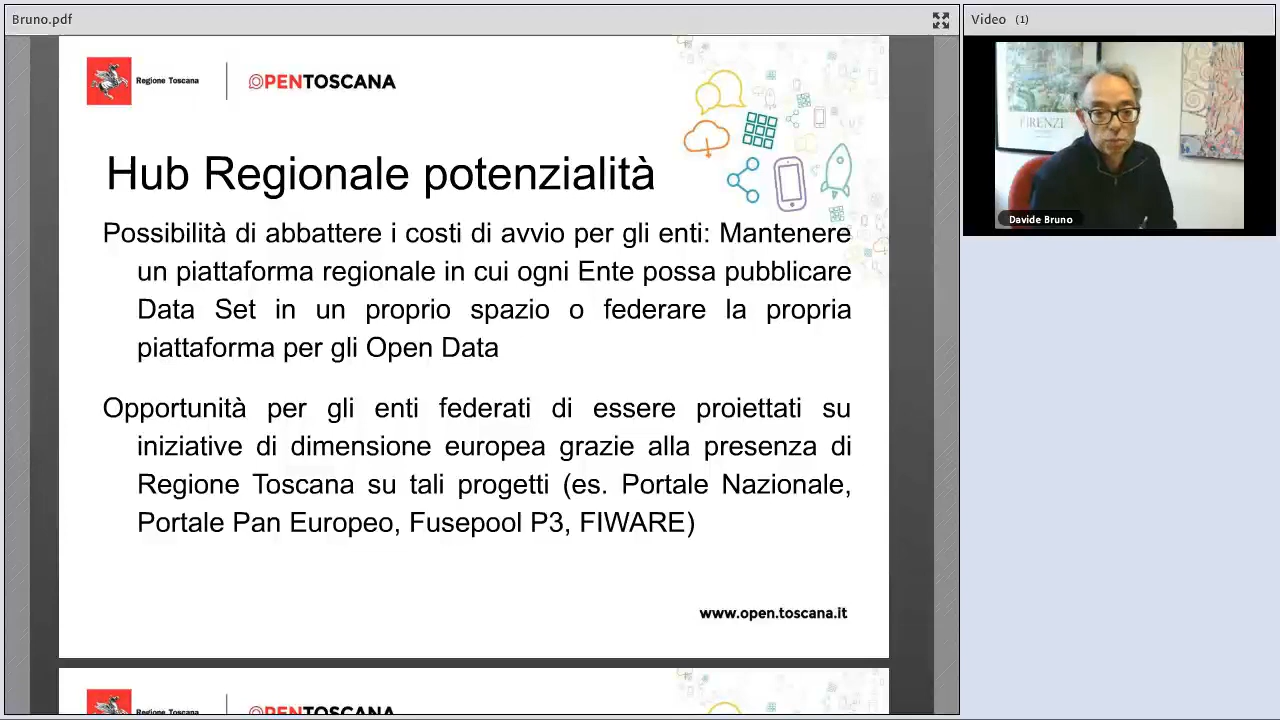 Bruno.pdf
Video (1)
Regione Toscana
OPENTOSCANA
FIRENZE
Davide Bruno
Hub Regionale potenzialità
Possibilità di abbattere i costi di avvio per gli enti: Mantenere
un piattaforma regionale in cui ogni Ente possa pubblicare
Data Set in un proprio spazio o federare la propria
piattaforma per gli Open Data
Opportunità per gli enti federati di essere proiettati su
iniziative di dimensione europea grazie alla presenza di
Regione Toscana su tali progetti (es. Portale Nazionale,
Portale Pan Europeo, Fusepool P3, FIWARE)
www.open.toscana.it
Regione Toscana
OPENTOSCANA